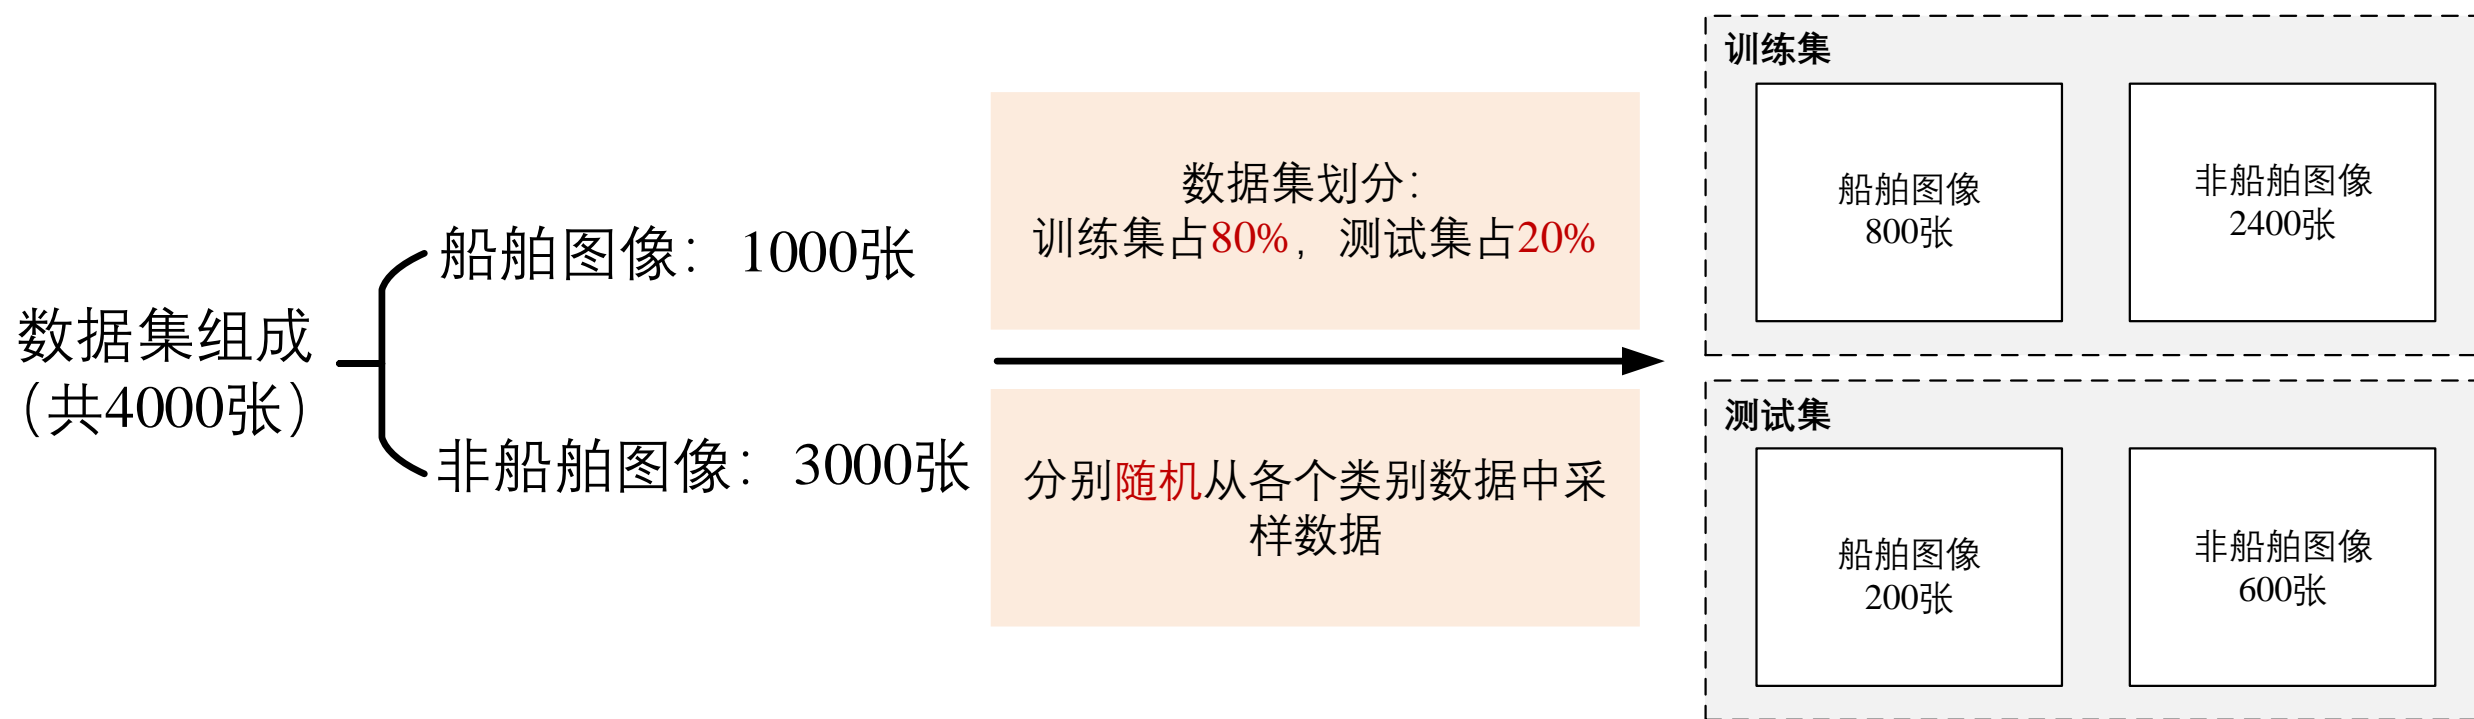 数据集组成
（共4000张）
船舶图像：1000张
非船舶图像：3000张
数据集划分：
训练集占80%，测试集占20%
分别随机从各个类别数据中采
样数据
训练集
船舶图像
800张
非船舶图像
2400张
测试集
船舶图像
200张
非船舶图像
600张